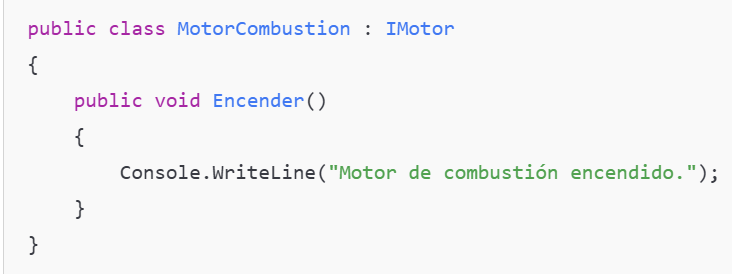 public class MotorCombustion : IMotor
{
    public void Encender()
    {
        Console.WriteLine("Motor de combustión encendido.");
    }
}